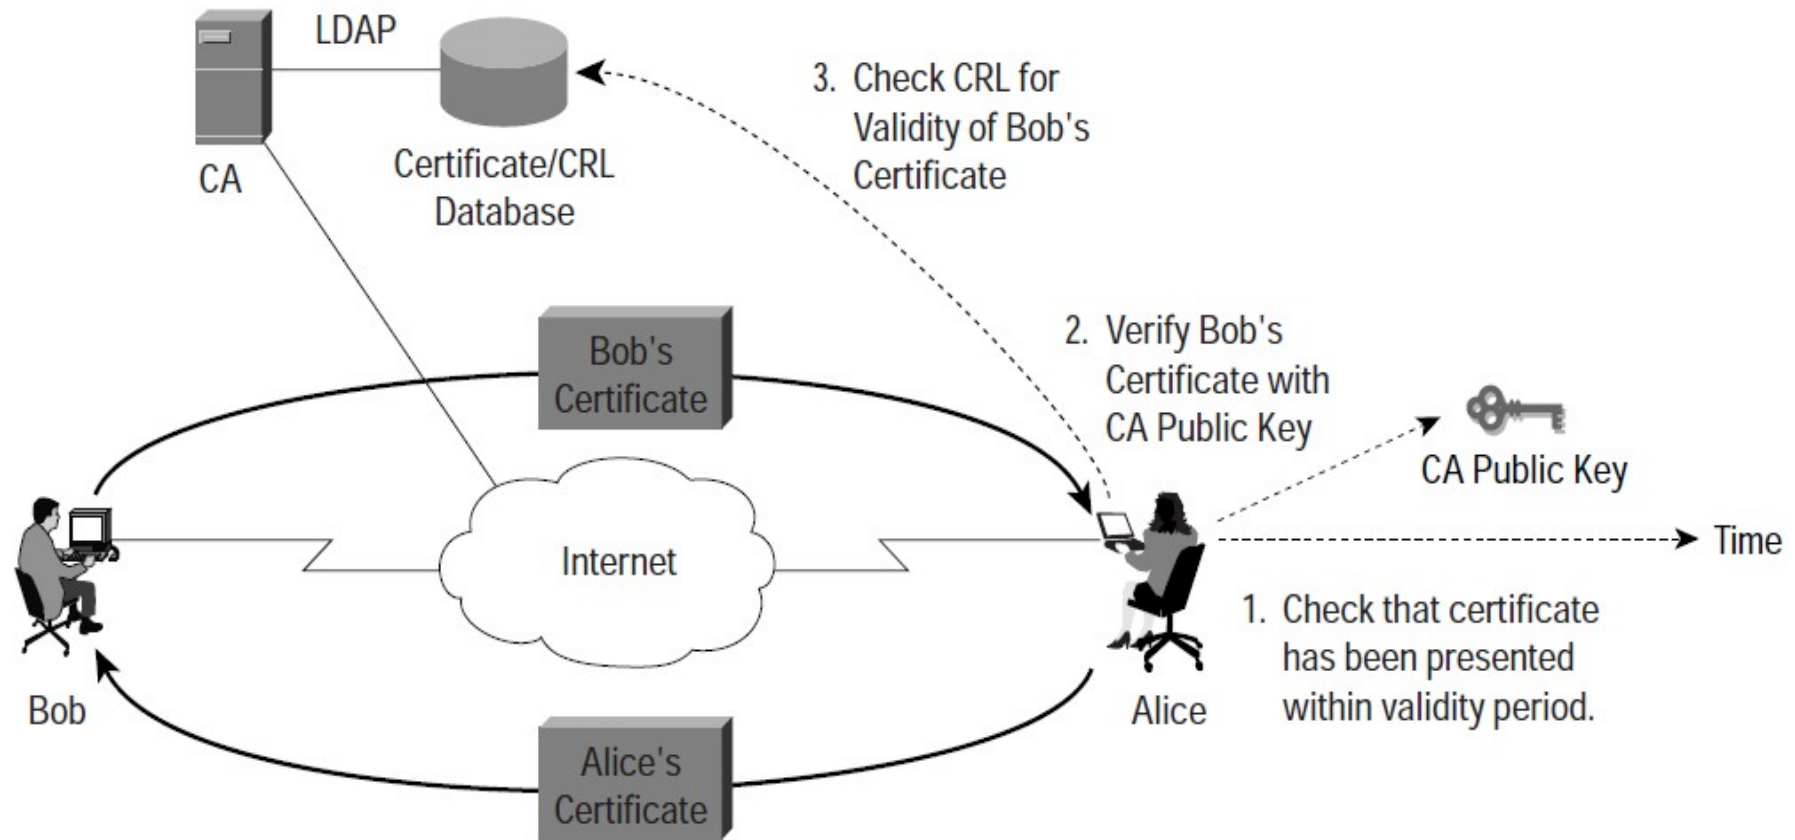 LDAP
CA
Certificate/CRL
Database
3. Check CRL for
Validity of Bob's
Certificate
Bob's
Certificate
2. Verify Bob's
Certificate with
CA Public Key
CA Public Key
Internet
Time
1. Check that certificate
has been presented
within validity period.
Bob
Alice
Alice's
Certificate